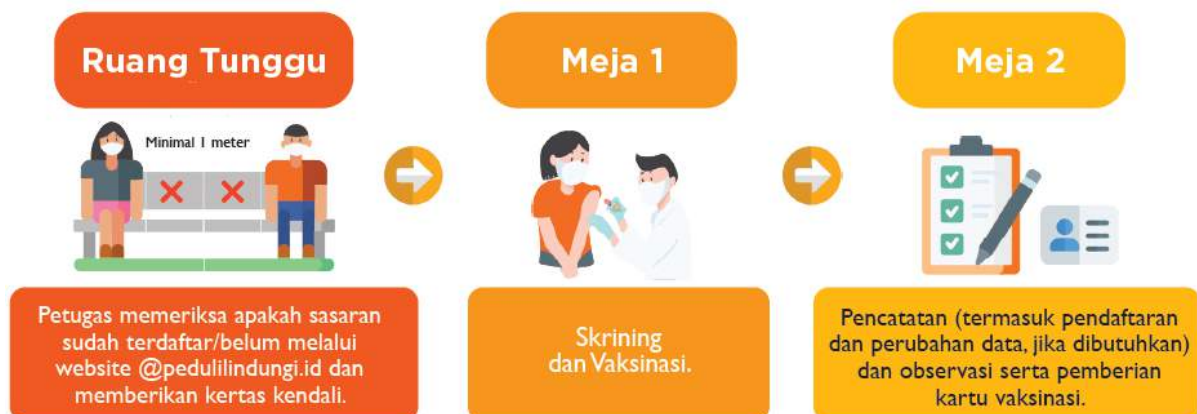 Ruang Tunggu
Minimal 1 meter
Petugas memeriksa apakah sasaran
sudah terdaftar/belum melalui
website @pedulilindungi.id dan
memberikan kertas kendali.
Meja 1
Skrining
dan Vaksinasi.
Meja 2
Pencatatan (termasuk pendaftaran
dan perubahan data, jika dibutuhkan)
dan observasi serta pemberian
kartu vaksinasi.